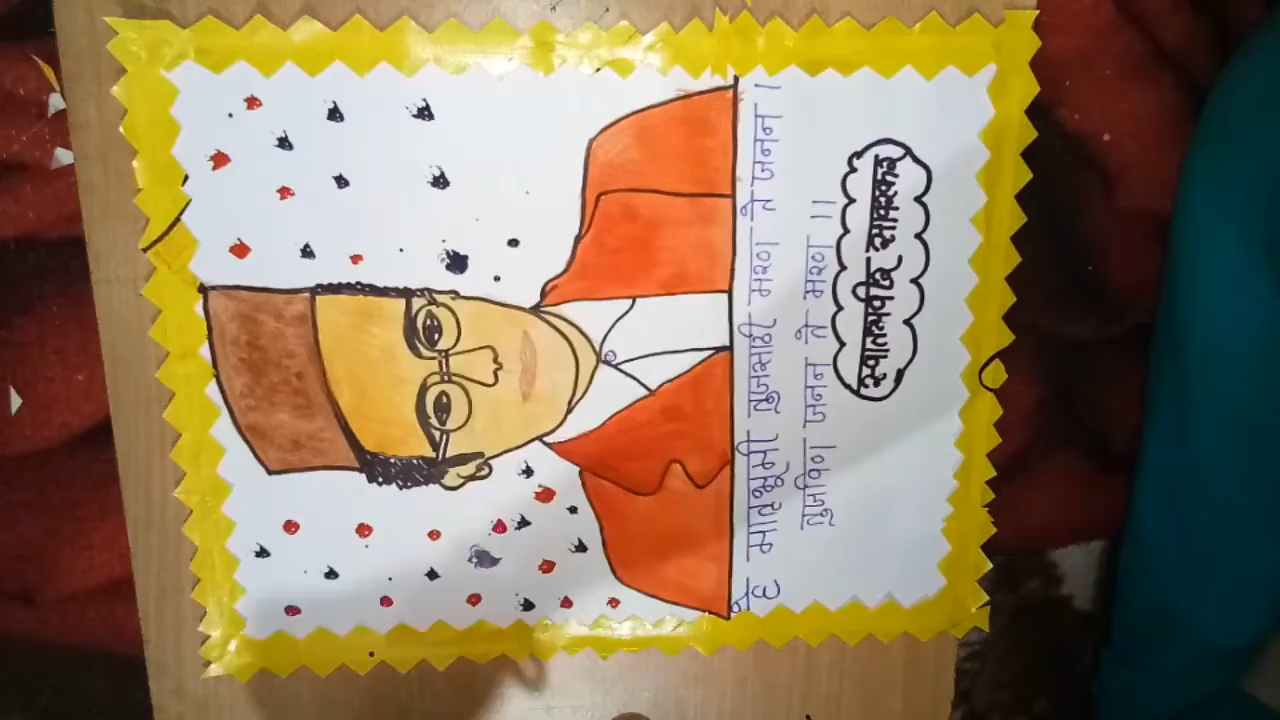 हे मातृभूमी तुजसाठी मरण ते जनन ।
तुजविण जनन ते मरण ।।
स्वातंत्र्यवीर सावरकर